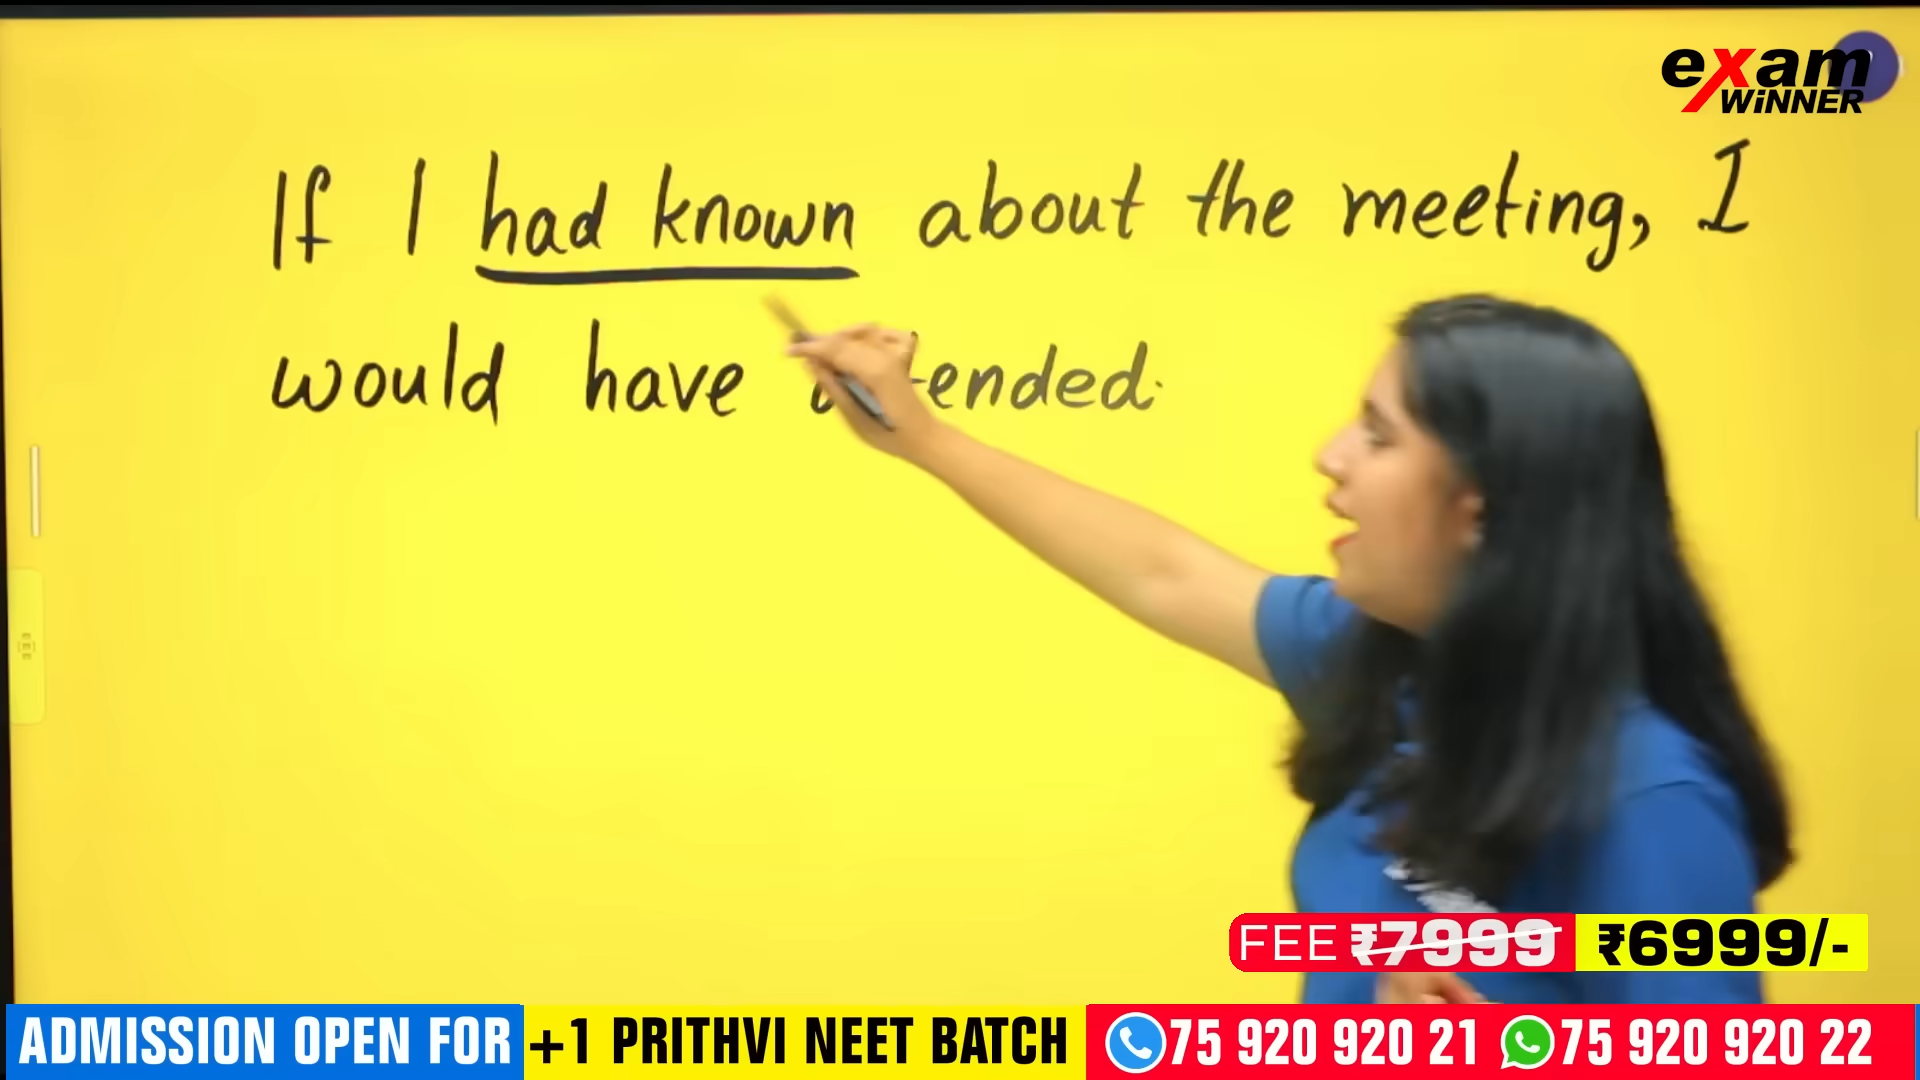 exam
WiNNER
If I had known about the meeting, I
would have ended.
FEE ₹7999 ₹6999/-
ADMISSION OPEN FOR +1 PRITHVI NEET BATCH 75 920 920 21 75 920 920 22